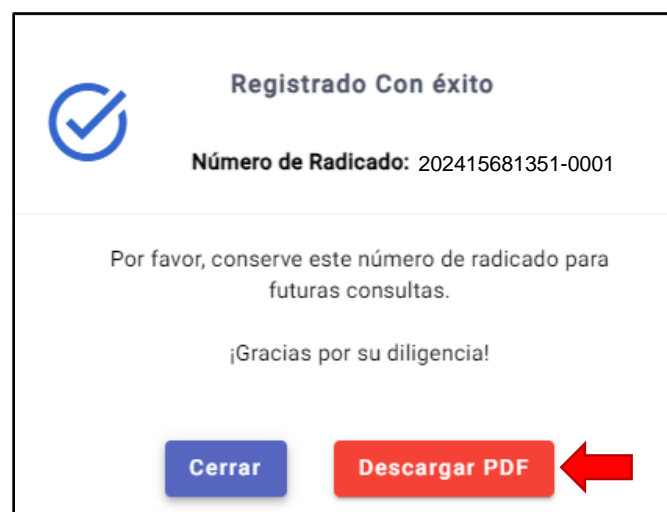 Registrado Con éxito
Número de Radicado: 202415681351-0001
Por favor, conserve este número de radicado para
futuras consultas.
¡Gracias por su diligencia!
Cerrar
Descargar PDF